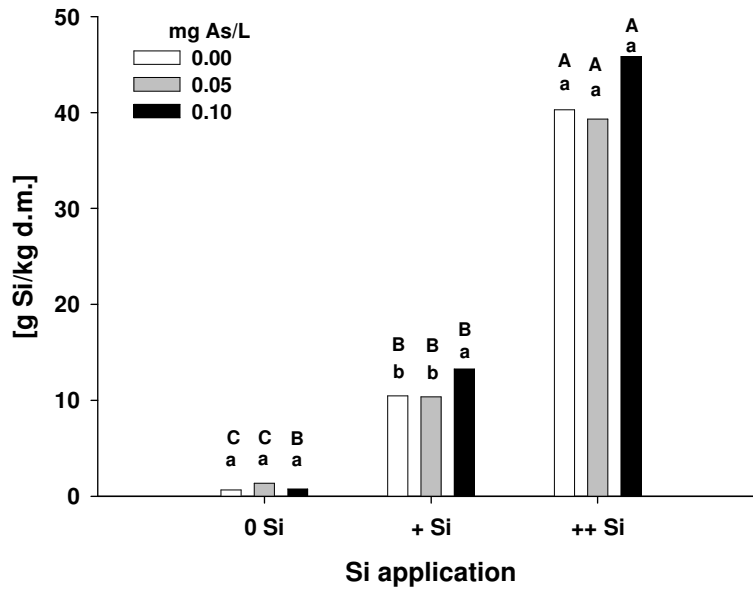 50
40
30
20
10
0
[g Si/kg d.m.]
mg As/L
0.00
0.05
0.10
C C B
a a a
B B B
b b a
A A A
a a a
0 Si + Si ++ Si
Si application